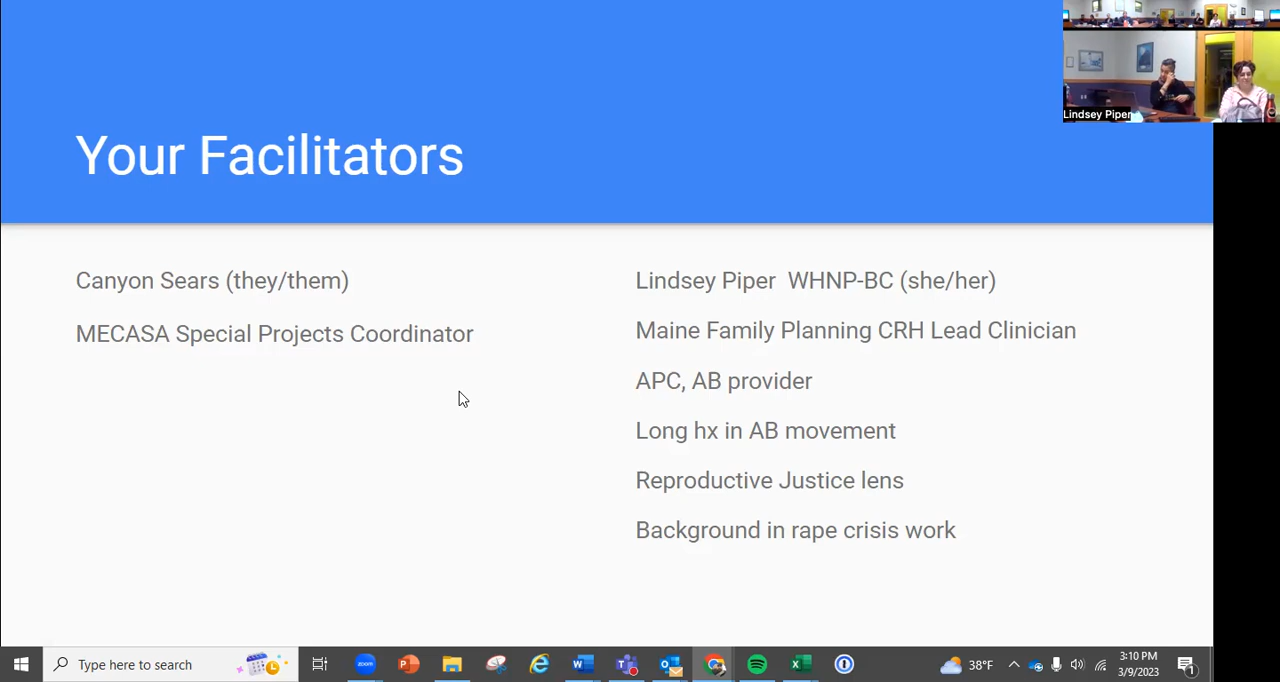 Your Facilitators
Lindsey Piper
Canyon Sears (they/them)
MECASA Special Projects Coordinator
Lindsey Piper WHNP-BC (she/her)
Maine Family Planning CRH Lead Clinician
APC, AB provider
Long hx in AB movement
Reproductive Justice lens
Background in rape crisis work
Type here to search
zoom
38°F
3:10 PM
3/9/2023
1